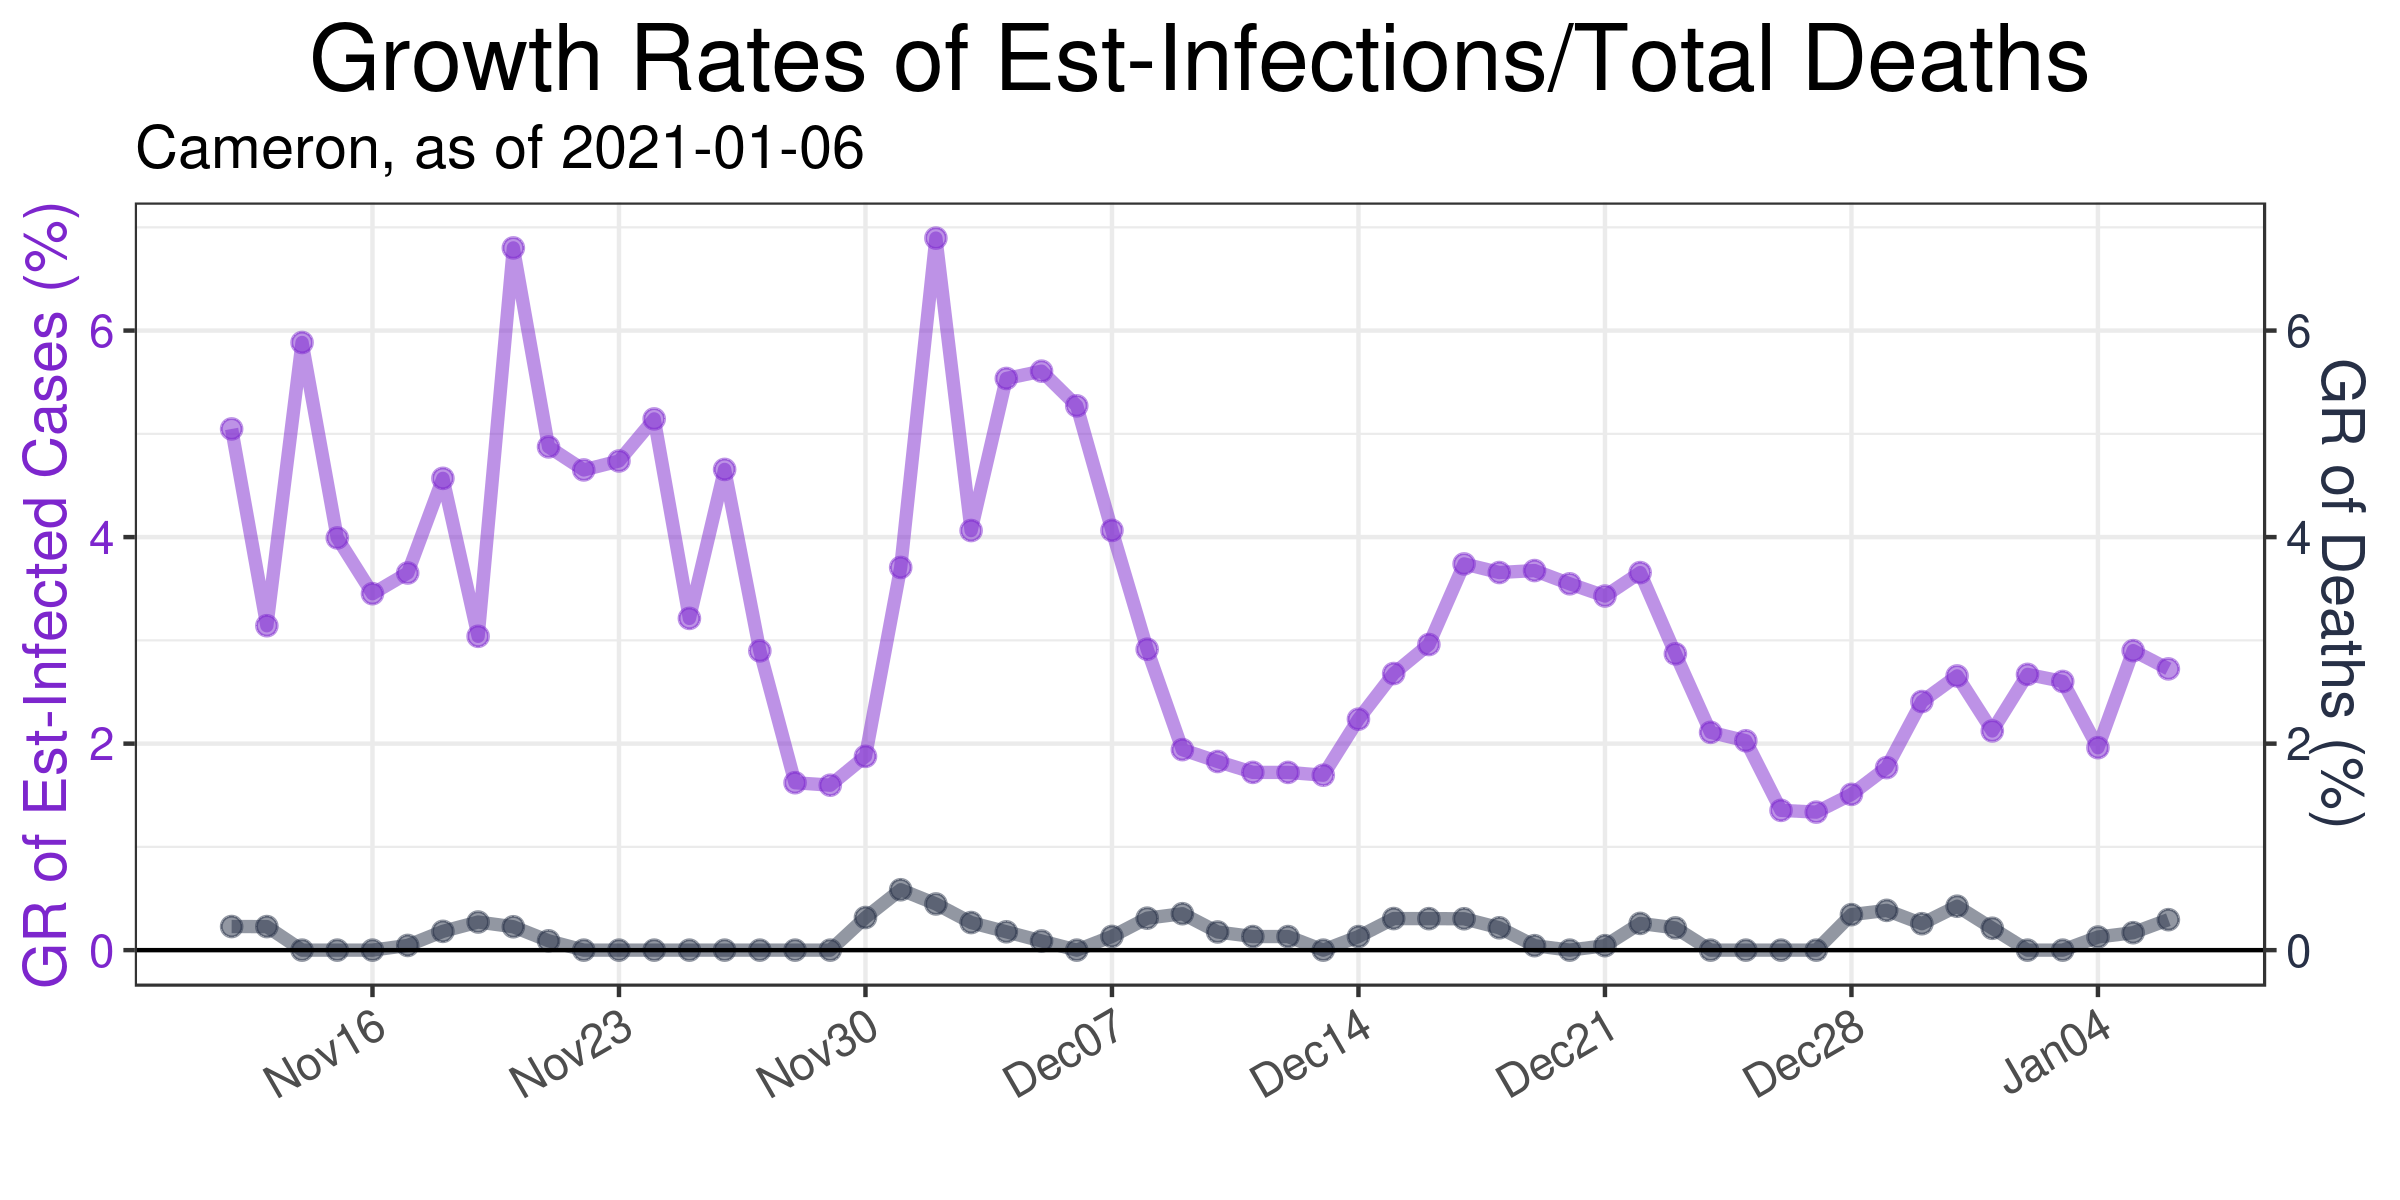 Growth Rates of Est-Infections/Total Deaths
Cameron, as of 2021-01-06
GR of Est-Infected Cases (%)
6
4
2
0
6
4
2
0
GR of Deaths (%)
Nov16
Nov23
Nov30
Dec07
Dec14
Dec21
Dec28
Jan04